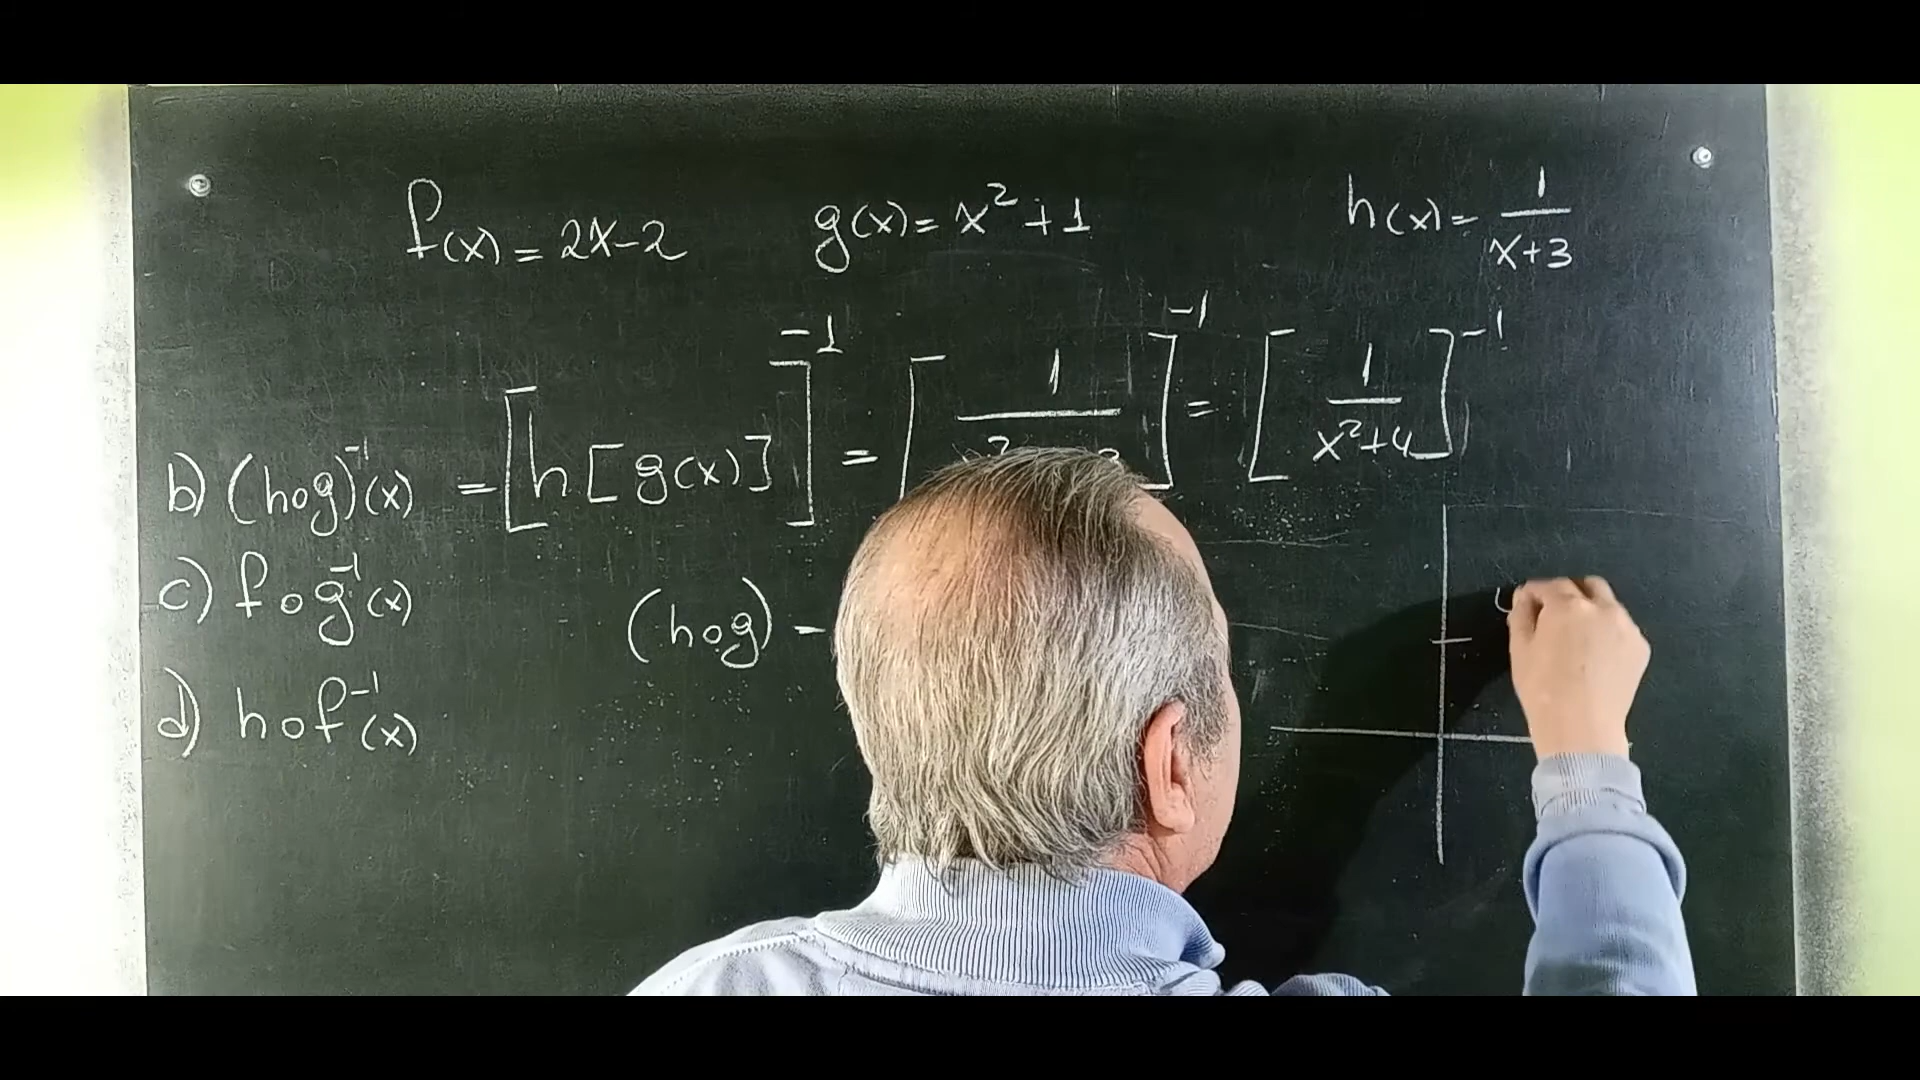 f(x) = 2x-2 g(x) = x²+1 h(x) = 1/(x+3)
b) (hog)⁻¹(x) = [h[g(x)]]⁻¹ = [1/]⁻¹ = [1/(x²+4)]⁻¹
c) fog⁻¹(x)
(hog) -
d) hof⁻¹(x)